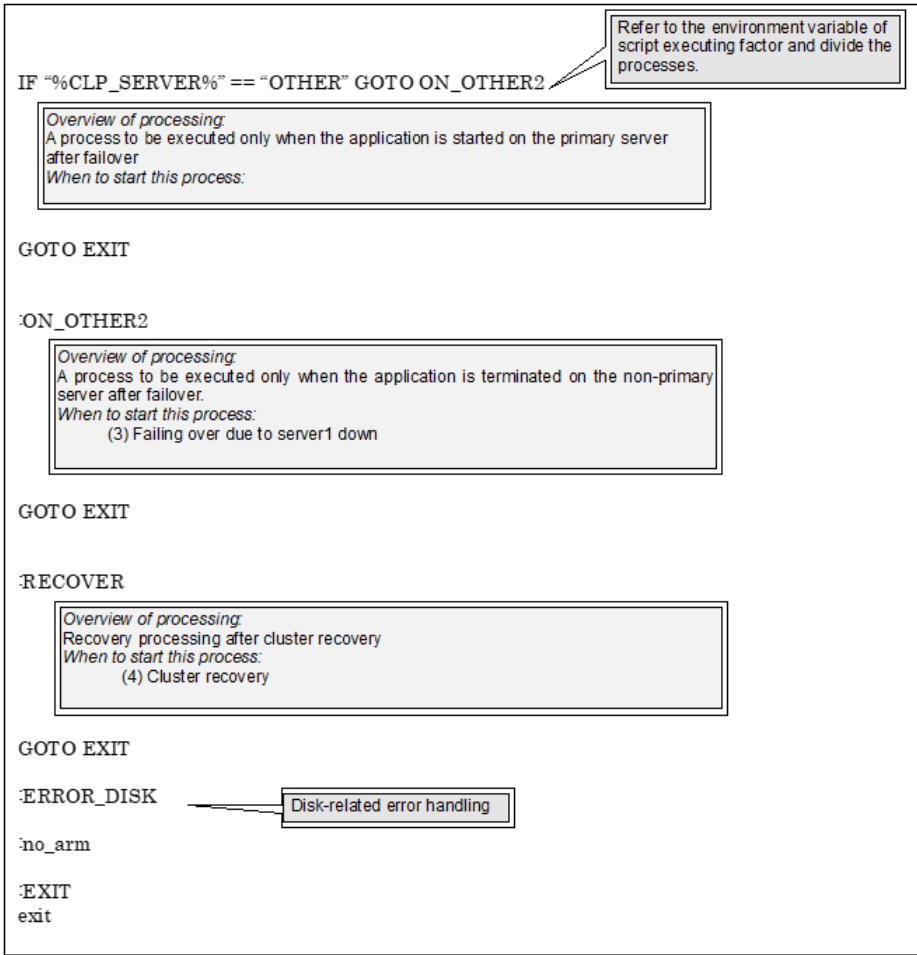 Refer to the environment variable of
script executing factor and divide the
processes.
IF “%CLP_SERVER%” == “OTHER” GOTO ON_OTHER2
Overview of processing:
A process to be executed only when the application is started on the primary server
after failover
When to start this process:
GOTO EXIT
:ON_OTHER2
Overview of processing:
A process to be executed only when the application is terminated on the non-primary
server after failover.
When to start this process:
(3) Failing over due to server1 down
GOTO EXIT
:RECOVER
Overview of processing:
Recovery processing after cluster recovery
When to start this process:
(4) Cluster recovery
GOTO EXIT
:ERROR_DISK
Disk-related error handling
:no_arm
:EXIT
exit